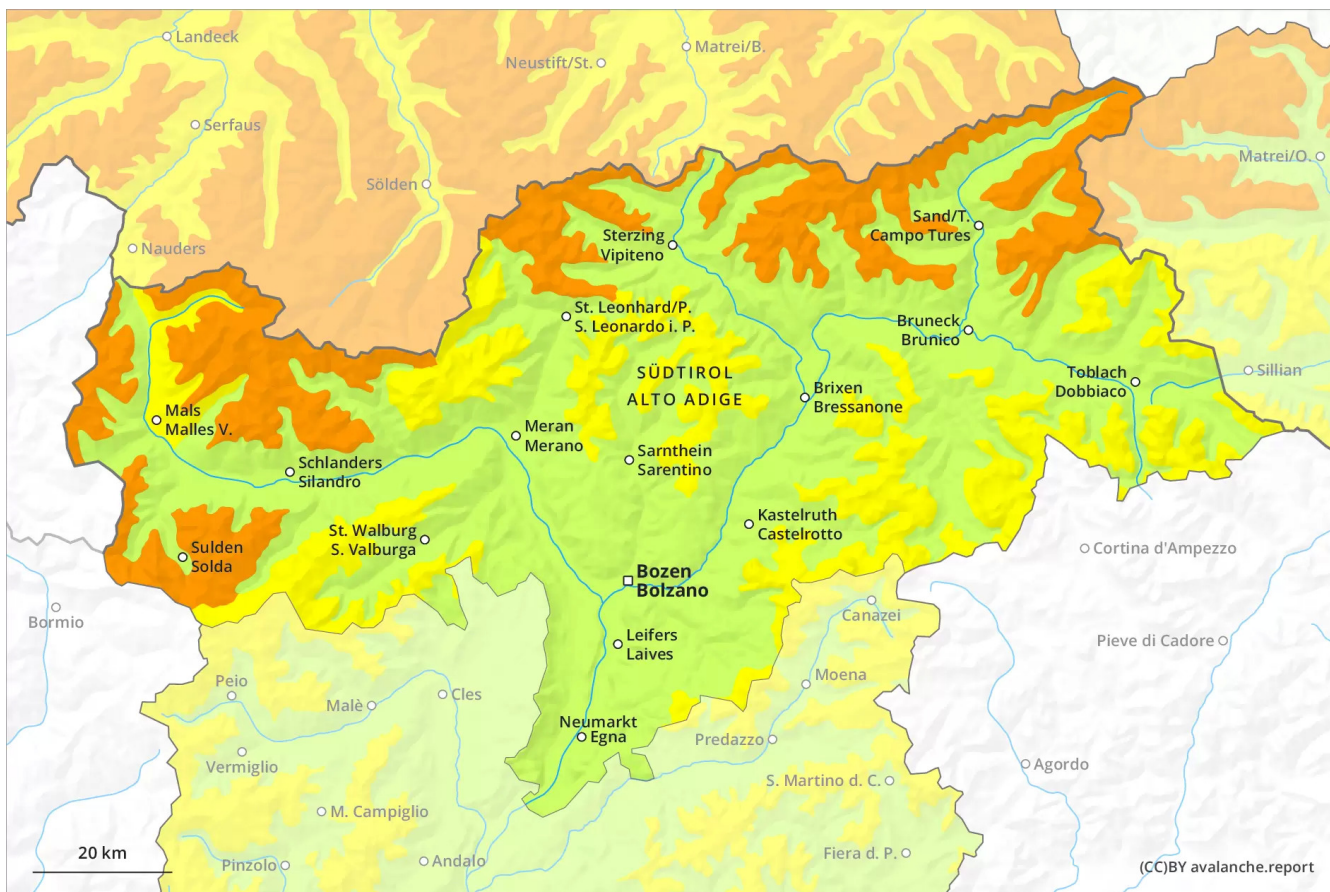 Landeck
Matrei/B.
Neustift/St.
Serfaus
Matrei/O.
Sölden
Sand/T.
Campo Tures
Sterzing
Vipiteno
Nauders
St. Leonhard/P.
S. Leonardo i. P.
Bruneck
Brunico
SÜDTIROL
ALTO ADIGE
Toblach
Dobbiaco
Sillian
Brixen
Bressanone
Mals
Malles V.
Meran
Merano
Sarnthein
Sarentino
Schlanders
Silandro
Kastelruth
Castelrotto
St. Walburg
S. Valburga
Sulden
Solda
Cortina d'Ampezzo
Bozen
Bolzano
Bormio
Canazei
Leifers
Laives
Pieve di Cadore
Moena
Peio
Cles
Malè
Neumarkt
Egna
Predazzo
Vermiglio
Agordo
S. Martino d. C.
M. Campiglio
20 km
Fiera d. P.
Andalo
Pinzolo
(CC)BY avalanche.report